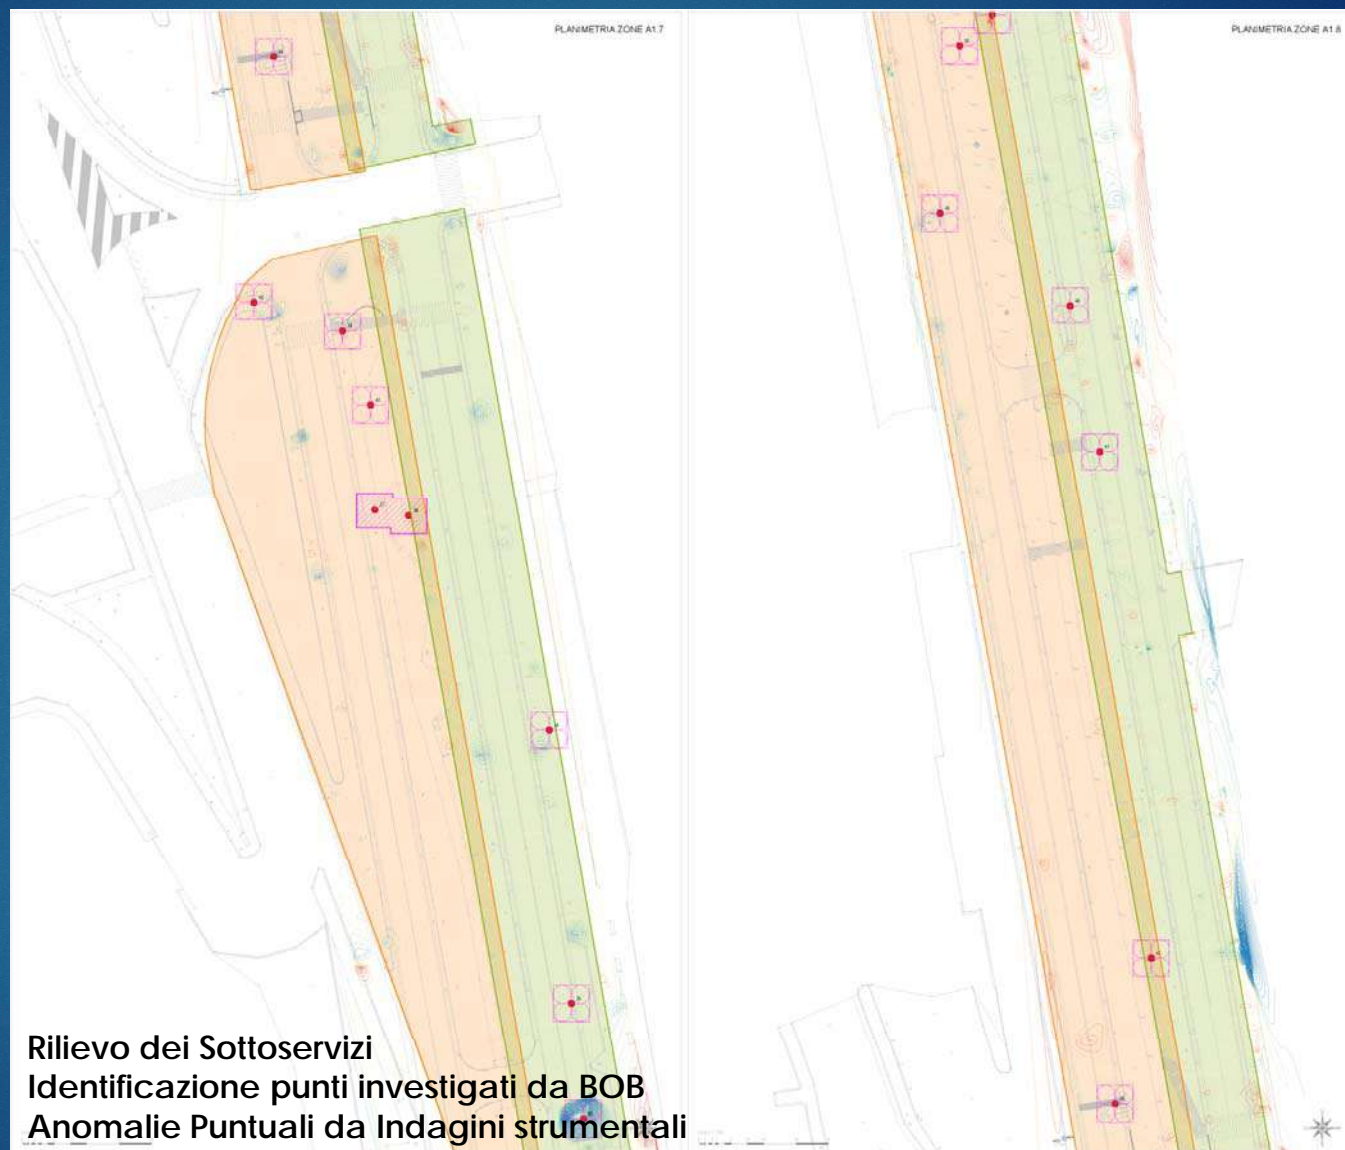 PLANIMETRIA ZONE A1.7
PLANIMETRIA ZONE A1.8
Rilievo dei Sottoservizi
Identificazione punti investigati da BOB
Anomalie Puntuali da Indagini strumentali